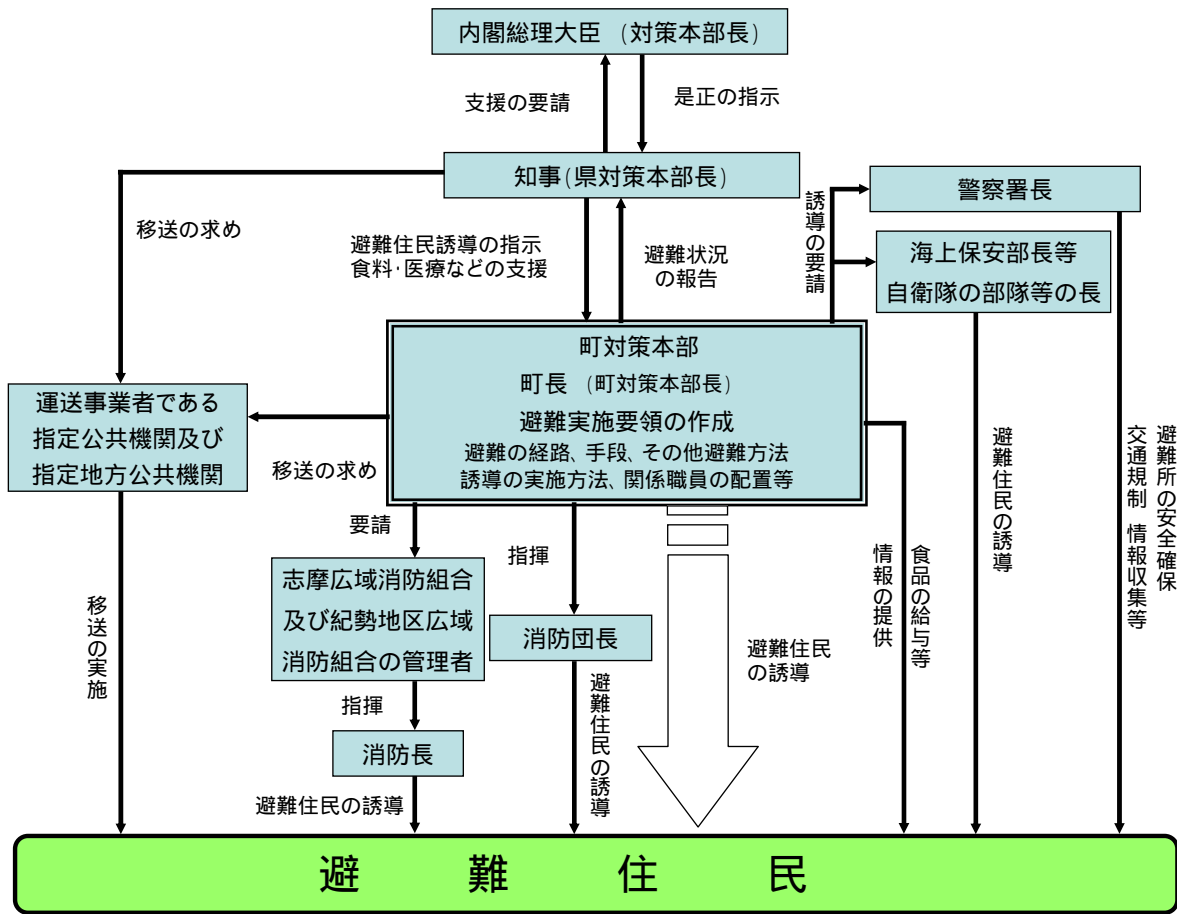 内閣総理大臣 (対策本部長)
支援の要請
是正の指示
知事(県対策本部長)
警察署長
移送の求め
避難住民誘導の指示
食料・医療などの支援
避難状況
の報告
誘導の要請
海上保安部長等
自衛隊の部隊等の長
町対策本部
町長 (町対策本部長)
避難実施要領の作成
避難の経路、手段、その他避難方法
誘導の実施方法、関係職員の配置等
運送事業者である
指定公共機関及び
指定地方公共機関
移送の求め
要請
指揮
志摩広域消防組合
及び紀勢地区広域
消防組合の管理者
消防団長
指揮
消防長
移送の実施
避難住民の誘導
避難住民の誘導
避難住民
の誘導
食品の給与等
情報の提供
避難住民の誘導
避難所の安全確保
交通規制 情報収集等
避難住民